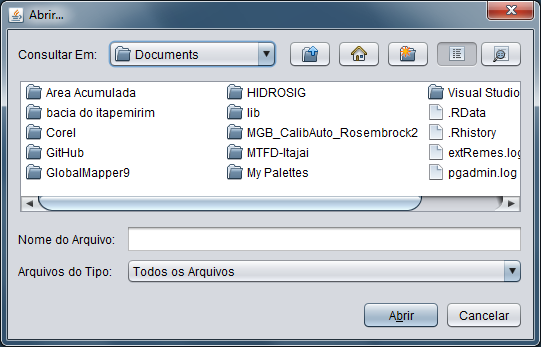 Abrir...
Consultar Em:
Documents
Area Acumulada
bacia do itapemirim
Corel
GitHub
GlobalMapper9
HIDROSIG
lib
MGB_CalibAuto_Rosembrock2
MTFD-Itajai
My Palettes
Visual Studio
.RData
.Rhistory
extRemes.log
pgadmin.log
Nome do Arquivo:
Arquivos do Tipo: Todos os Arquivos
Abrir Cancelar